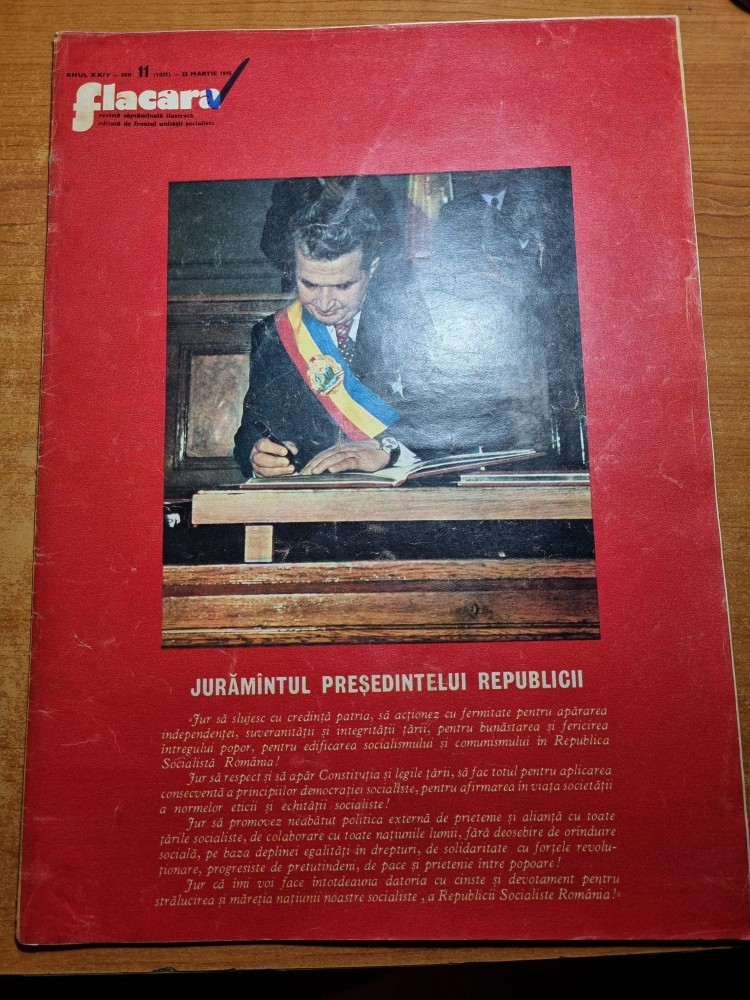 ANUL XXIV — NR. 11 (1031) — 22 MARTIE 1975
flacăra
revistă săptămînală ilustrată,
editată de frontul unității socialiste
JURĂMÎNTUL PREȘEDINTELUI REPUBLICII
«Jur să slujesc cu credință patria, să acționez cu fermitate pentru apărarea
independenței, suveranității și integrității țării, pentru bunăstarea și fericirea
întregului popor, pentru edificarea socialismului și comunismului în Republica
Socialistă România!
Jur să respect și să apăr Constituția și legile țării, să fac totul pentru aplicarea
consecventă a principiilor democrației socialiste, pentru afirmarea în viața societății
a normelor eticii și echității socialiste!
Jur să promovez neabătut politica externă de prietenie și alianță cu toate
țările socialiste, de colaborare cu toate națiunile lumii, fără deosebire de orînduire
socială, pe baza deplinei egalități în drepturi, de solidaritate cu forțele revolu-
ționare, progresiste de pretutindeni, de pace și prietenie între popoare!
Jur că îmi voi face întotdeauna datoria cu cinste și devotament pentru
strălucirea și măreția națiunii noastre socialiste, a Republicii Socialiste România!»